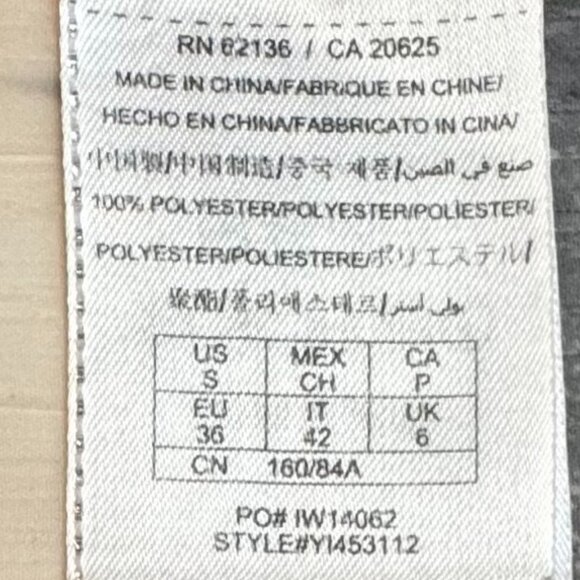 RN 62136 / CA 20625
MADE IN CHINA/FABRIQUE EN CHINE/
HECHO EN CHINA/FABBRICATO IN CINA/
中国製/中国制造/중국 제품/صنع في الصين
100% POLYESTER/POLYESTER/POLIESTER/
POLYESTER/POLIESTERE/ポリエステル/
聚酯/폴리에스테르/بولي استر
US MEX CA
S CH P
EU IT UK
36 42 6
CN 160/84A
PO# IW14062
STYLE#YI453112